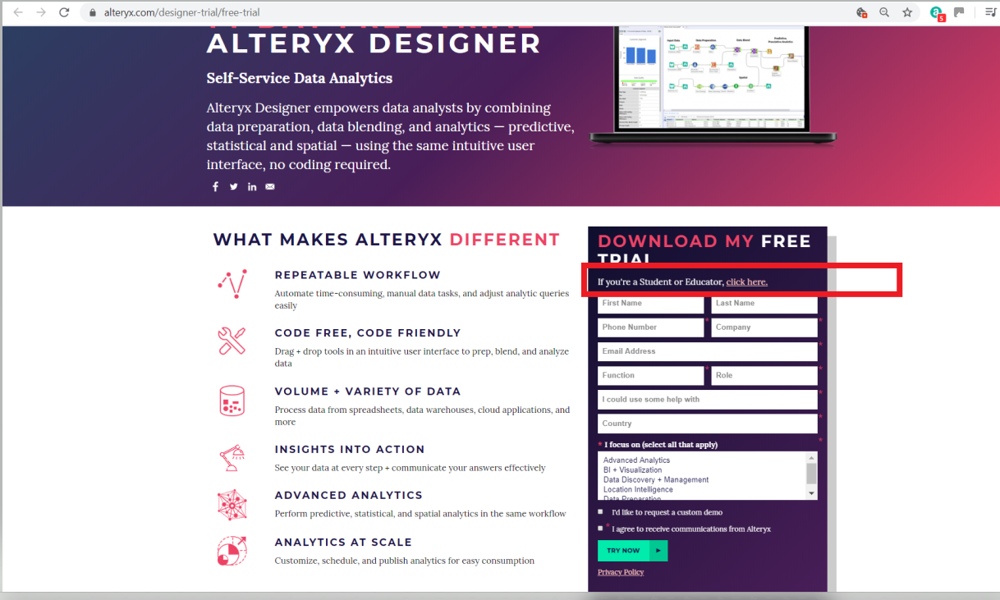 alteryx.com/designer-trial/free-trial
ALTERYX DESIGNER
Self-Service Data Analytics
Alteryx Designer empowers data analysts by combining
data preparation, data blending, and analytics — predictive,
statistical and spatial — using the same intuitive user
interface, no coding required.
Input Data
Data Preparation
Data Blend
Predictive
Spatial
WHAT MAKES ALTERYX DIFFERENT
REPEATABLE WORKFLOW
Automate time-consuming, manual data tasks, and adjust analytic queries
easily
CODE FREE, CODE FRIENDLY
Drag + drop tools in an intuitive user interface to prep, blend, and analyze
data
VOLUME + VARIETY OF DATA
Process data from spreadsheets, data warehouses, cloud applications, and
more
INSIGHTS INTO ACTION
See your data at every step + communicate your answers effectively
ADVANCED ANALYTICS
Perform predictive, statistical, and spatial analytics in the same workflow
ANALYTICS AT SCALE
Customize, schedule, and publish analytics for easy consumption
DOWNLOAD MY FREE
TRIAL
If you're a Student or Educator, click here.
First Name
Last Name
Phone Number
* Company *
Email Address *
Function
* Role *
I could use some help with *
Country *
* I focus on (select all that apply) *
Advanced Analytics
BI + Visualization
Data Discovery + Management
Location Intelligence
Data Preparation
I'd like to request a custom demo
* I agree to receive communications from Alteryx
TRY NOW
Privacy Policy